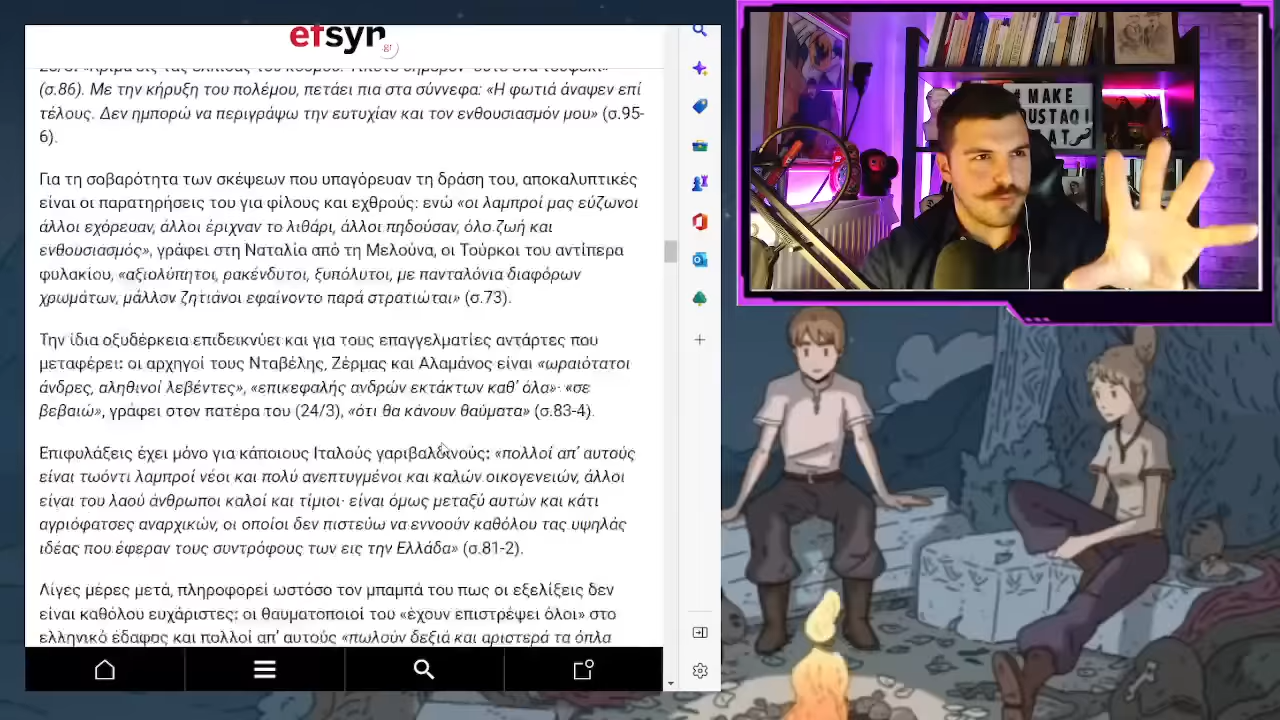 efsyn.gr
(σ.86). Με την κήρυξη του πολέμου, πετάει πια στα σύννεφα: «Η φωτιά άναψεν επί
τέλους. Δεν ημπορώ να περιγράψω την ευτυχίαν και τον ενθουσιασμόν μου» (σ.95-
6).
Για τη σοβαρότητα των σκέψεων που υπαγόρευαν τη δράση του, αποκαλυπτικές
είναι οι παρατηρήσεις του για φίλους και εχθρούς: ενώ «οι λαμπροί μας εύζωνοι
άλλοι εχόρευαν, άλλοι έριχναν το λιθάρι, άλλοι πηδούσαν, όλο ζωή και
ενθουσιασμός», γράφει στη Ναταλία από τη Μελούνα, οι Τούρκοι του αντίπερα
φυλακίου, «αξιολύπητοι, ρακένδυτοι, ξυπόλυτοι, με πανταλόνια διαφόρων
χρωμάτων, μάλλον ζητιάνοι εφαίνοντο παρά στρατιώται» (σ.73).
Την ίδια οξυδέρκεια επιδεικνύει και για τους επαγγελματίες αντάρτες που
μεταφέρει: οι αρχηγοί τους Νταβέλης, Ζέρμας και Αλαμάνος είναι «ωραιότατοι
άνδρες, αληθινοί λεβέντες», «επικεφαλής ανδρών εκτάκτων καθ’ όλα»· «σε
βεβαιώ», γράφει στον πατέρα του (24/3), «ότι θα κάνουν θαύματα» (σ.83-4).
Επιφυλάξεις έχει μόνο για κάποιους Ιταλούς γαριβαλδινούς: «πολλοί απ’ αυτούς
είναι τωόντι λαμπροί νέοι και πολύ ανεπτυγμένοι και καλών οικογενειών, άλλοι
είναι του λαού άνθρωποι καλοί και τίμιοι· είναι όμως μεταξύ αυτών και κάτι
αγριόφατσες αναρχικών, οι οποίοι δεν πιστεύω να εννοούν καθόλου τας υψηλάς
ιδέας που έφεραν τους συντρόφους των εις την Ελλάδα» (σ.81-2).
Λίγες μέρες μετά, πληροφορεί ωστόσο τον μπαμπά του πως οι εξελίξεις δεν
είναι καθόλου ευχάριστες: οι θαυματοποιοί του «έχουν επιστρέψει όλοι» στο
ελληνικό έδαφος και πολλοί απ’ αυτούς «πωλούν δεξιά και αριστερά τα όπλα
# MAKE